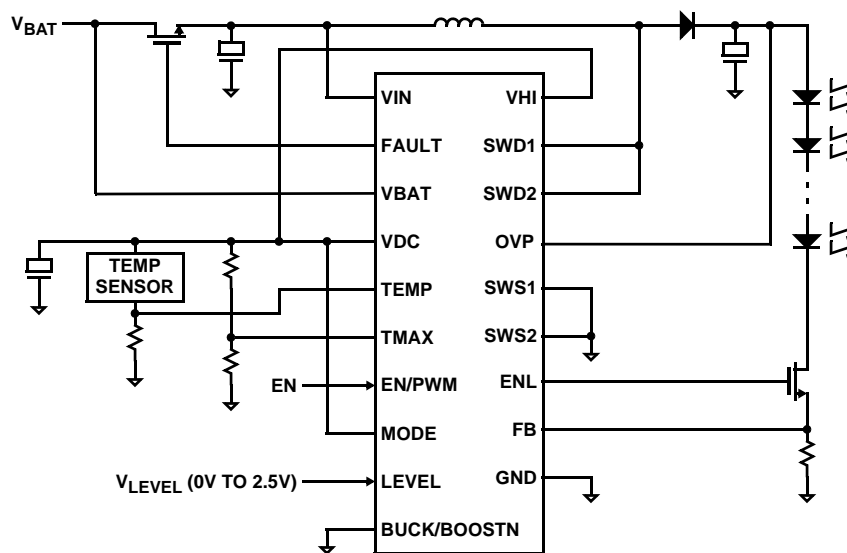 VBAT
VIN
VHI
FAULT
SWD1
VBAT
SWD2
VDC
OVP
TEMP SENSOR
TEMP
SWS1
TMAX
SWS2
EN
EN/PWM
ENL
MODE
FB
VLEVEL (0V TO 2.5V)
LEVEL
GND
BUCK/BOOSTN